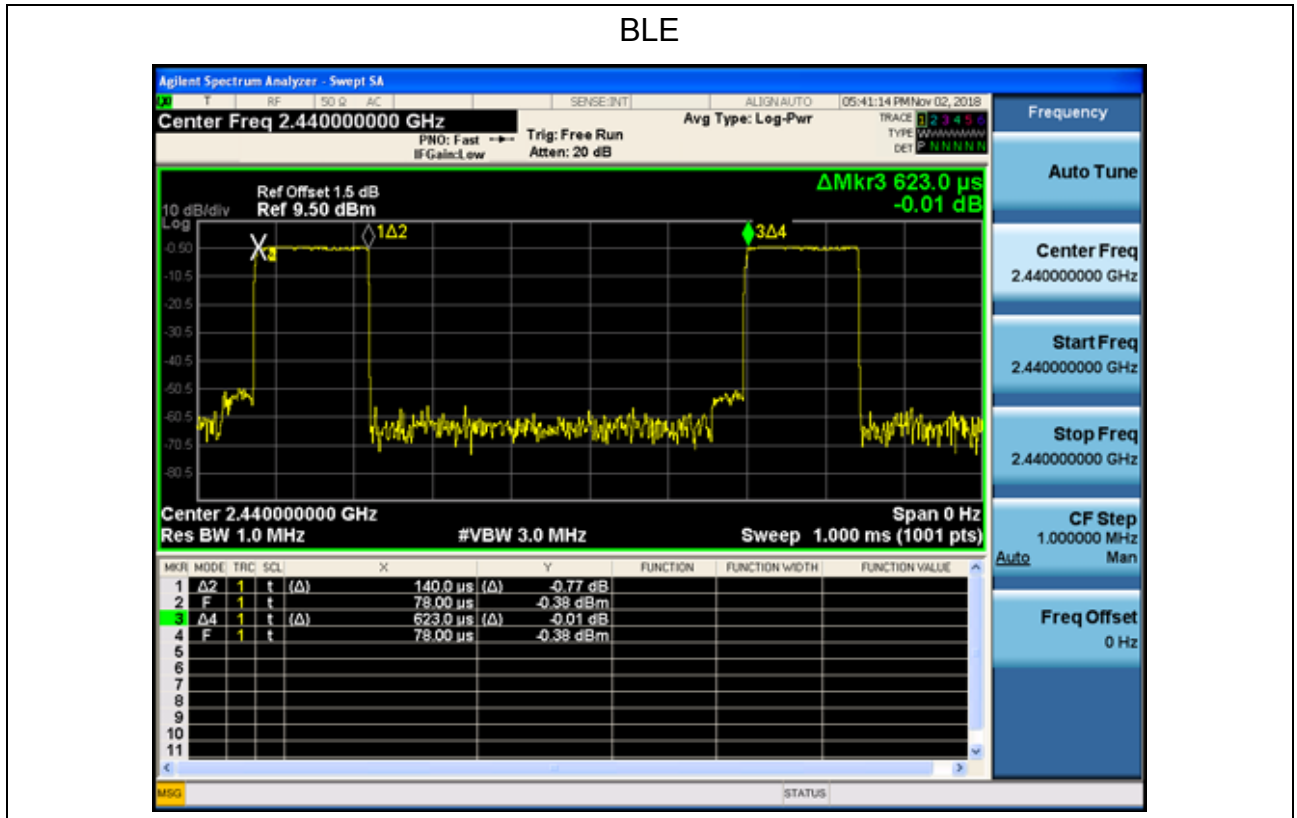 BLE
Agilent Spectrum Analyzer - Swept SA
LXI T RF 50 Ω AC SENSE:INT ALIGN AUTO 05:41:14 PM Nov 02, 2018
Center Freq 2.440000000 GHz Avg Type: Log-Pwr TRACE 1 2 3 4 5 6
PNO: Fast Trig: Free Run TYPE WWWWWWW
IFGain:Low Atten: 20 dB DET P N N N N N
Frequency
ΔMkr3 623.0 µs
-0.01 dB
Ref Offset 1.5 dB
10 dB/div Ref 9.50 dBm
Log
1Δ2
3Δ4
-0.50
-10.5
-20.5
-30.5
-40.5
-50.5
-60.5
-70.5
-80.5
Center 2.440000000 GHz Span 0 Hz
Res BW 1.0 MHz #VBW 3.0 MHz Sweep 1.000 ms (1001 pts)
MKR MODE TRC SCL X Y FUNCTION FUNCTION WIDTH FUNCTION VALUE
1 Δ2 1 t (Δ) 140.0 µs (Δ) -0.77 dB
2 F 1 t 78.00 µs -0.38 dBm
3 Δ4 1 t (Δ) 623.0 µs (Δ) -0.01 dB
4 F 1 t 78.00 µs -0.38 dBm
5
6
7
8
9
10
11
MSG STATUS
Auto Tune
Center Freq
2.440000000 GHz
Start Freq
2.440000000 GHz
Stop Freq
2.440000000 GHz
CF Step
1.000000 MHz
Auto Man
Freq Offset
0 Hz